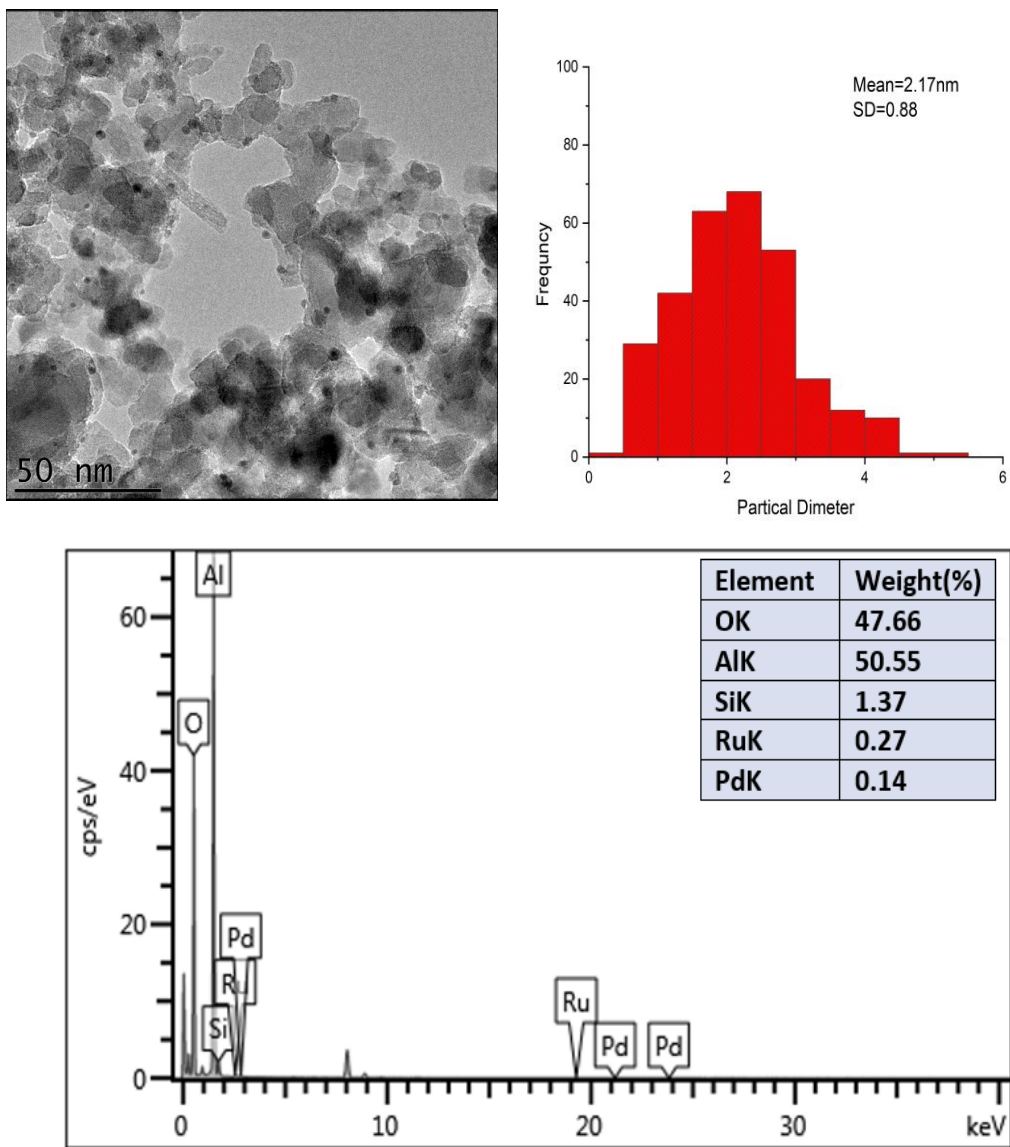 50 nm
Mean=2.17nm
SD=0.88
100
80
60
40
20
0
Frequncy
0 2 4 6
Partical Dimeter
Element Weight(%)
OK 47.66
AlK 50.55
SiK 1.37
RuK 0.27
PdK 0.14
Al
60
O
40
cps/eV
20
Pd
Ru
Si
Ru
Pd
Pd
0
0 10 20 30 keV